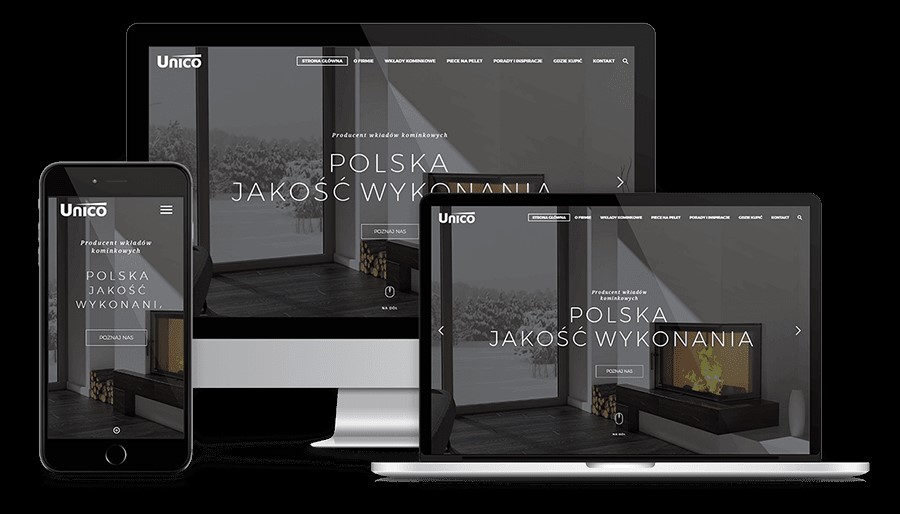 UNICO
STRONA GŁÓWNA O FIRMIE WKŁADY KOMINKOWE PIECE NA PELET PORADY I INSPIRACJE GDZIE KUPIĆ KONTAKT
Producent wkładów kominkowych
POLSKA
JAKOŚĆ WYKONANIA
POZNAJ NAS
NA DÓŁ
UNICO
Producent wkładów
kominkowych
POLSKA
JAKOŚĆ
WYKONANI.
POZNAJ NAS
UNICO
STRONA GŁÓWNA O FIRMIE WKŁADY KOMINKOWE PIECE NA PELET PORADY I INSPIRACJE GDZIE KUPIĆ KONTAKT
Producent wkładów
kominkowych
POLSKA
JAKOŚĆ WYKONANIA
POZNAJ NAS
NA DÓŁ